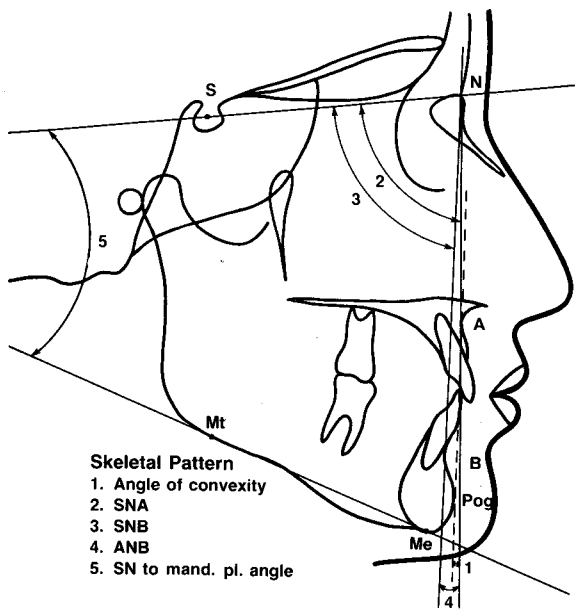 S
N
2
3
5
A
Mt
B
Pog
Me
1
4
Skeletal Pattern
1. Angle of convexity
2. SNA
3. SNB
4. ANB
5. SN to mand. pl. angle